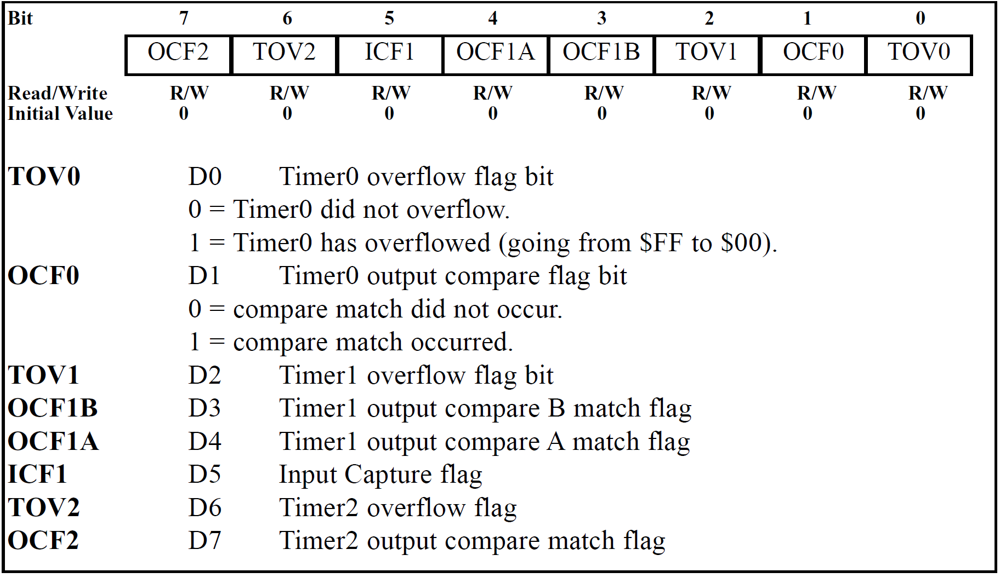 Bit 7 6 5 4 3 2 1 0
OCF2 TOV2 ICF1 OCF1A OCF1B TOV1 OCF0 TOV0
Read/Write R/W R/W R/W R/W R/W R/W R/W R/W
Initial Value 0 0 0 0 0 0 0 0
TOV0 D0 Timer0 overflow flag bit
0 = Timer0 did not overflow.
1 = Timer0 has overflowed (going from $FF to $00).
OCF0 D1 Timer0 output compare flag bit
0 = compare match did not occur.
1 = compare match occurred.
TOV1 D2 Timer1 overflow flag bit
OCF1B D3 Timer1 output compare B match flag
OCF1A D4 Timer1 output compare A match flag
ICF1 D5 Input Capture flag
TOV2 D6 Timer2 overflow flag
OCF2 D7 Timer2 output compare match flag